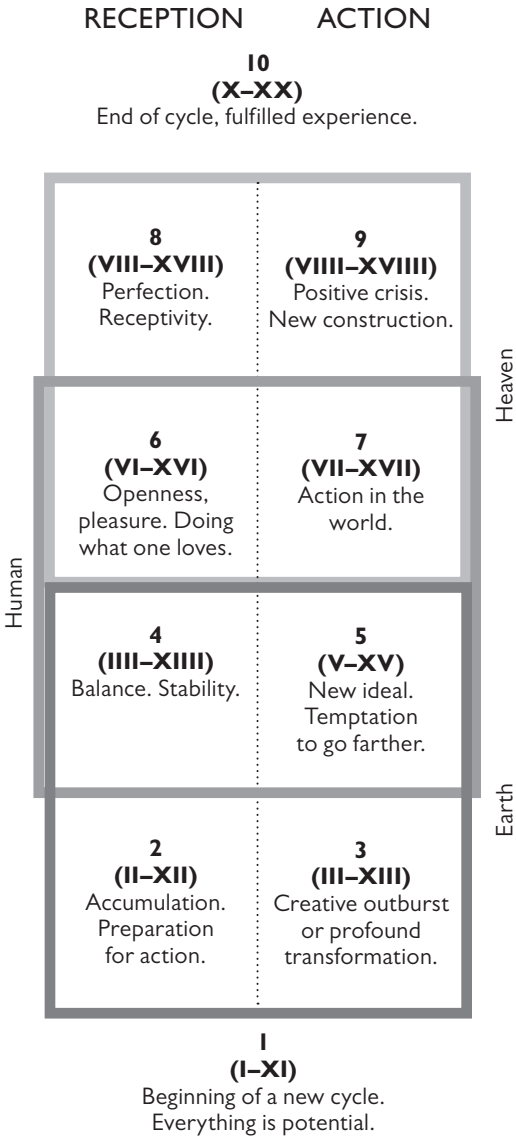 RECEPTION ACTION
10
(X–XX)
End of cycle, fulfilled experience.
8
(VIII–XVIII)
Perfection.
Receptivity.
9
(VIIII–XVIIII)
Positive crisis.
New construction.
Heaven
6
(VI–XVI)
Openness,
pleasure. Doing
what one loves.
7
(VII–XVII)
Action in the
world.
Human
4
(IIII–XIIII)
Balance. Stability.
5
(V–XV)
New ideal.
Temptation
to go farther.
Earth
2
(II–XII)
Accumulation.
Preparation
for action.
3
(III–XIII)
Creative outburst
or profound
transformation.
1
(I–XI)
Beginning of a new cycle.
Everything is potential.